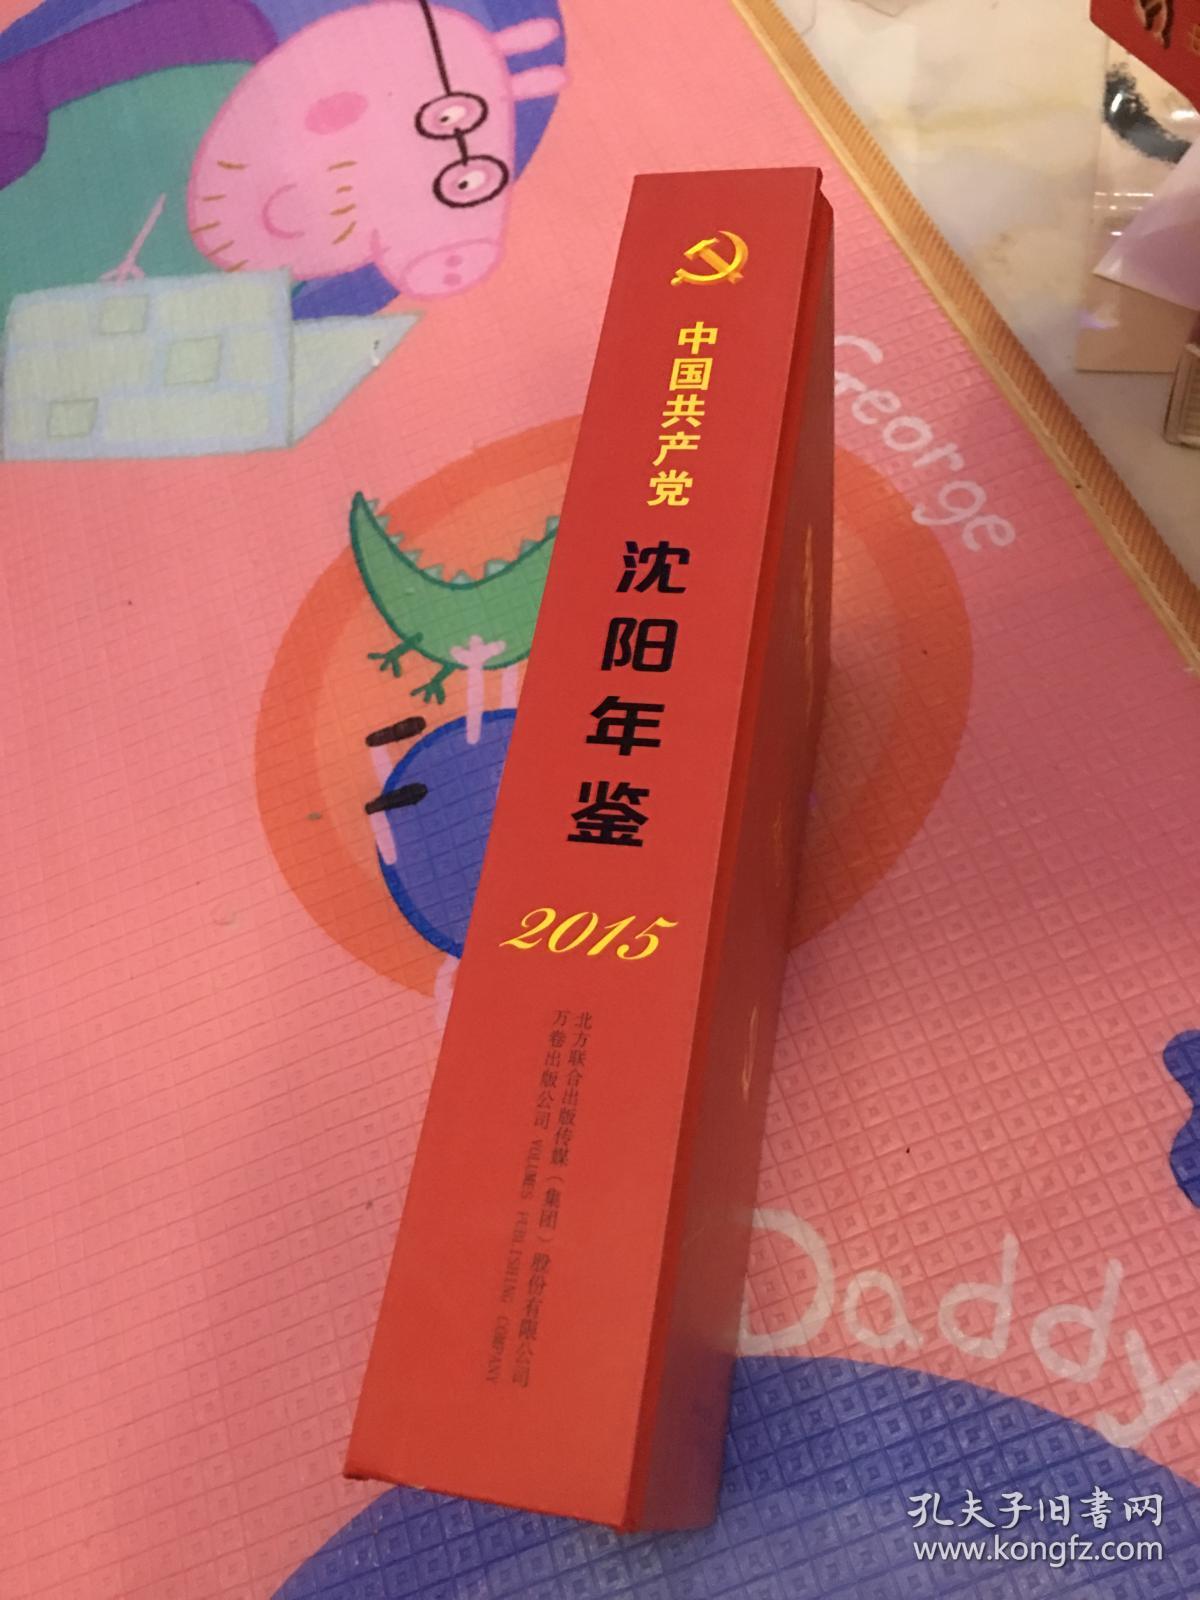 中国共产党
沈阳年鉴
2015
北方联合出版传媒（集团）股份有限公司
万卷出版公司 VOLUMES PUBLISHING COMPANY
George
Daddy
孔夫子旧书网
www.kongfz.com